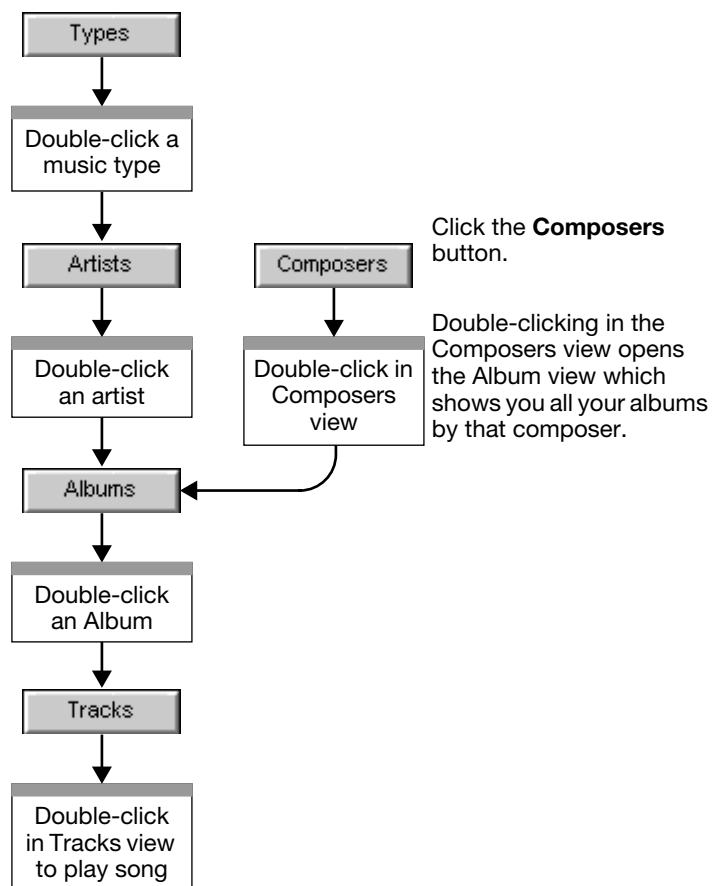 Types
Double-click a
music type
Artists
Double-click
an artist
Composers
Click the Composers
button.
Double-click in
Composers
view
Double-clicking in the
Composers view opens
the Album view which
shows you all your albums
by that composer.
Albums
Double-click
an Album
Tracks
Double-click
in Tracks view
to play song